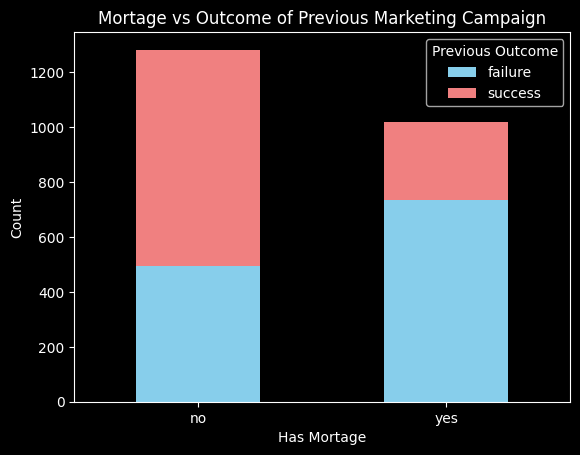 Mortage vs Outcome of Previous Marketing Campaign
Previous Outcome
failure
success
Count
1200
1000
800
600
400
200
0
no
yes
Has Mortage